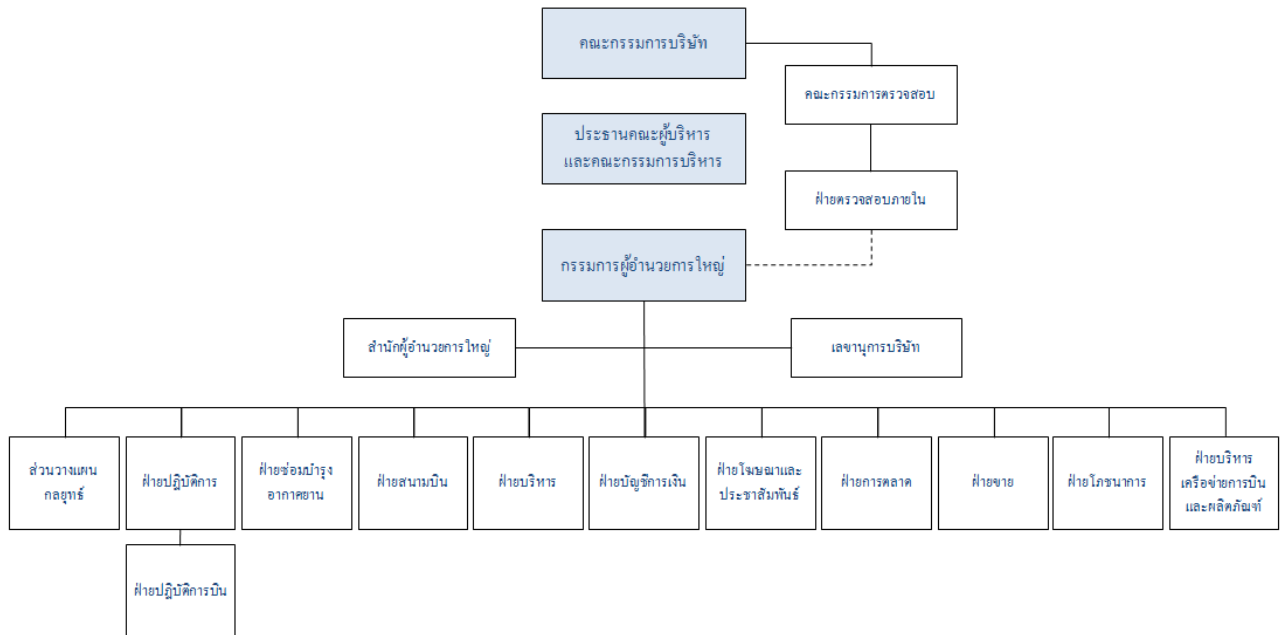 คณะกรรมการบริษัท
คณะกรรมการตรวจสอบ
ประธานคณะผู้บริหาร
และคณะกรรมการบริหาร
ฝ่ายตรวจสอบภายใน
กรรมการผู้อำนวยการใหญ่
สำนักผู้อำนวยการใหญ่
เลขานุการบริษัท
ส่วนวางแผน
กลยุทธ์
ฝ่ายปฏิบัติการ
ฝ่ายซ่อมบำรุง
อากาศยาน
ฝ่ายสนามบิน
ฝ่ายบริหาร
ฝ่ายบัญชีการเงิน
ฝ่ายโฆษณาและ
ประชาสัมพันธ์
ฝ่ายการตลาด
ฝ่ายขาย
ฝ่ายโภชนาการ
ฝ่ายบริหาร
เครือข่ายการบิน
และผลิตภัณฑ์
ฝ่ายปฏิบัติการบิน